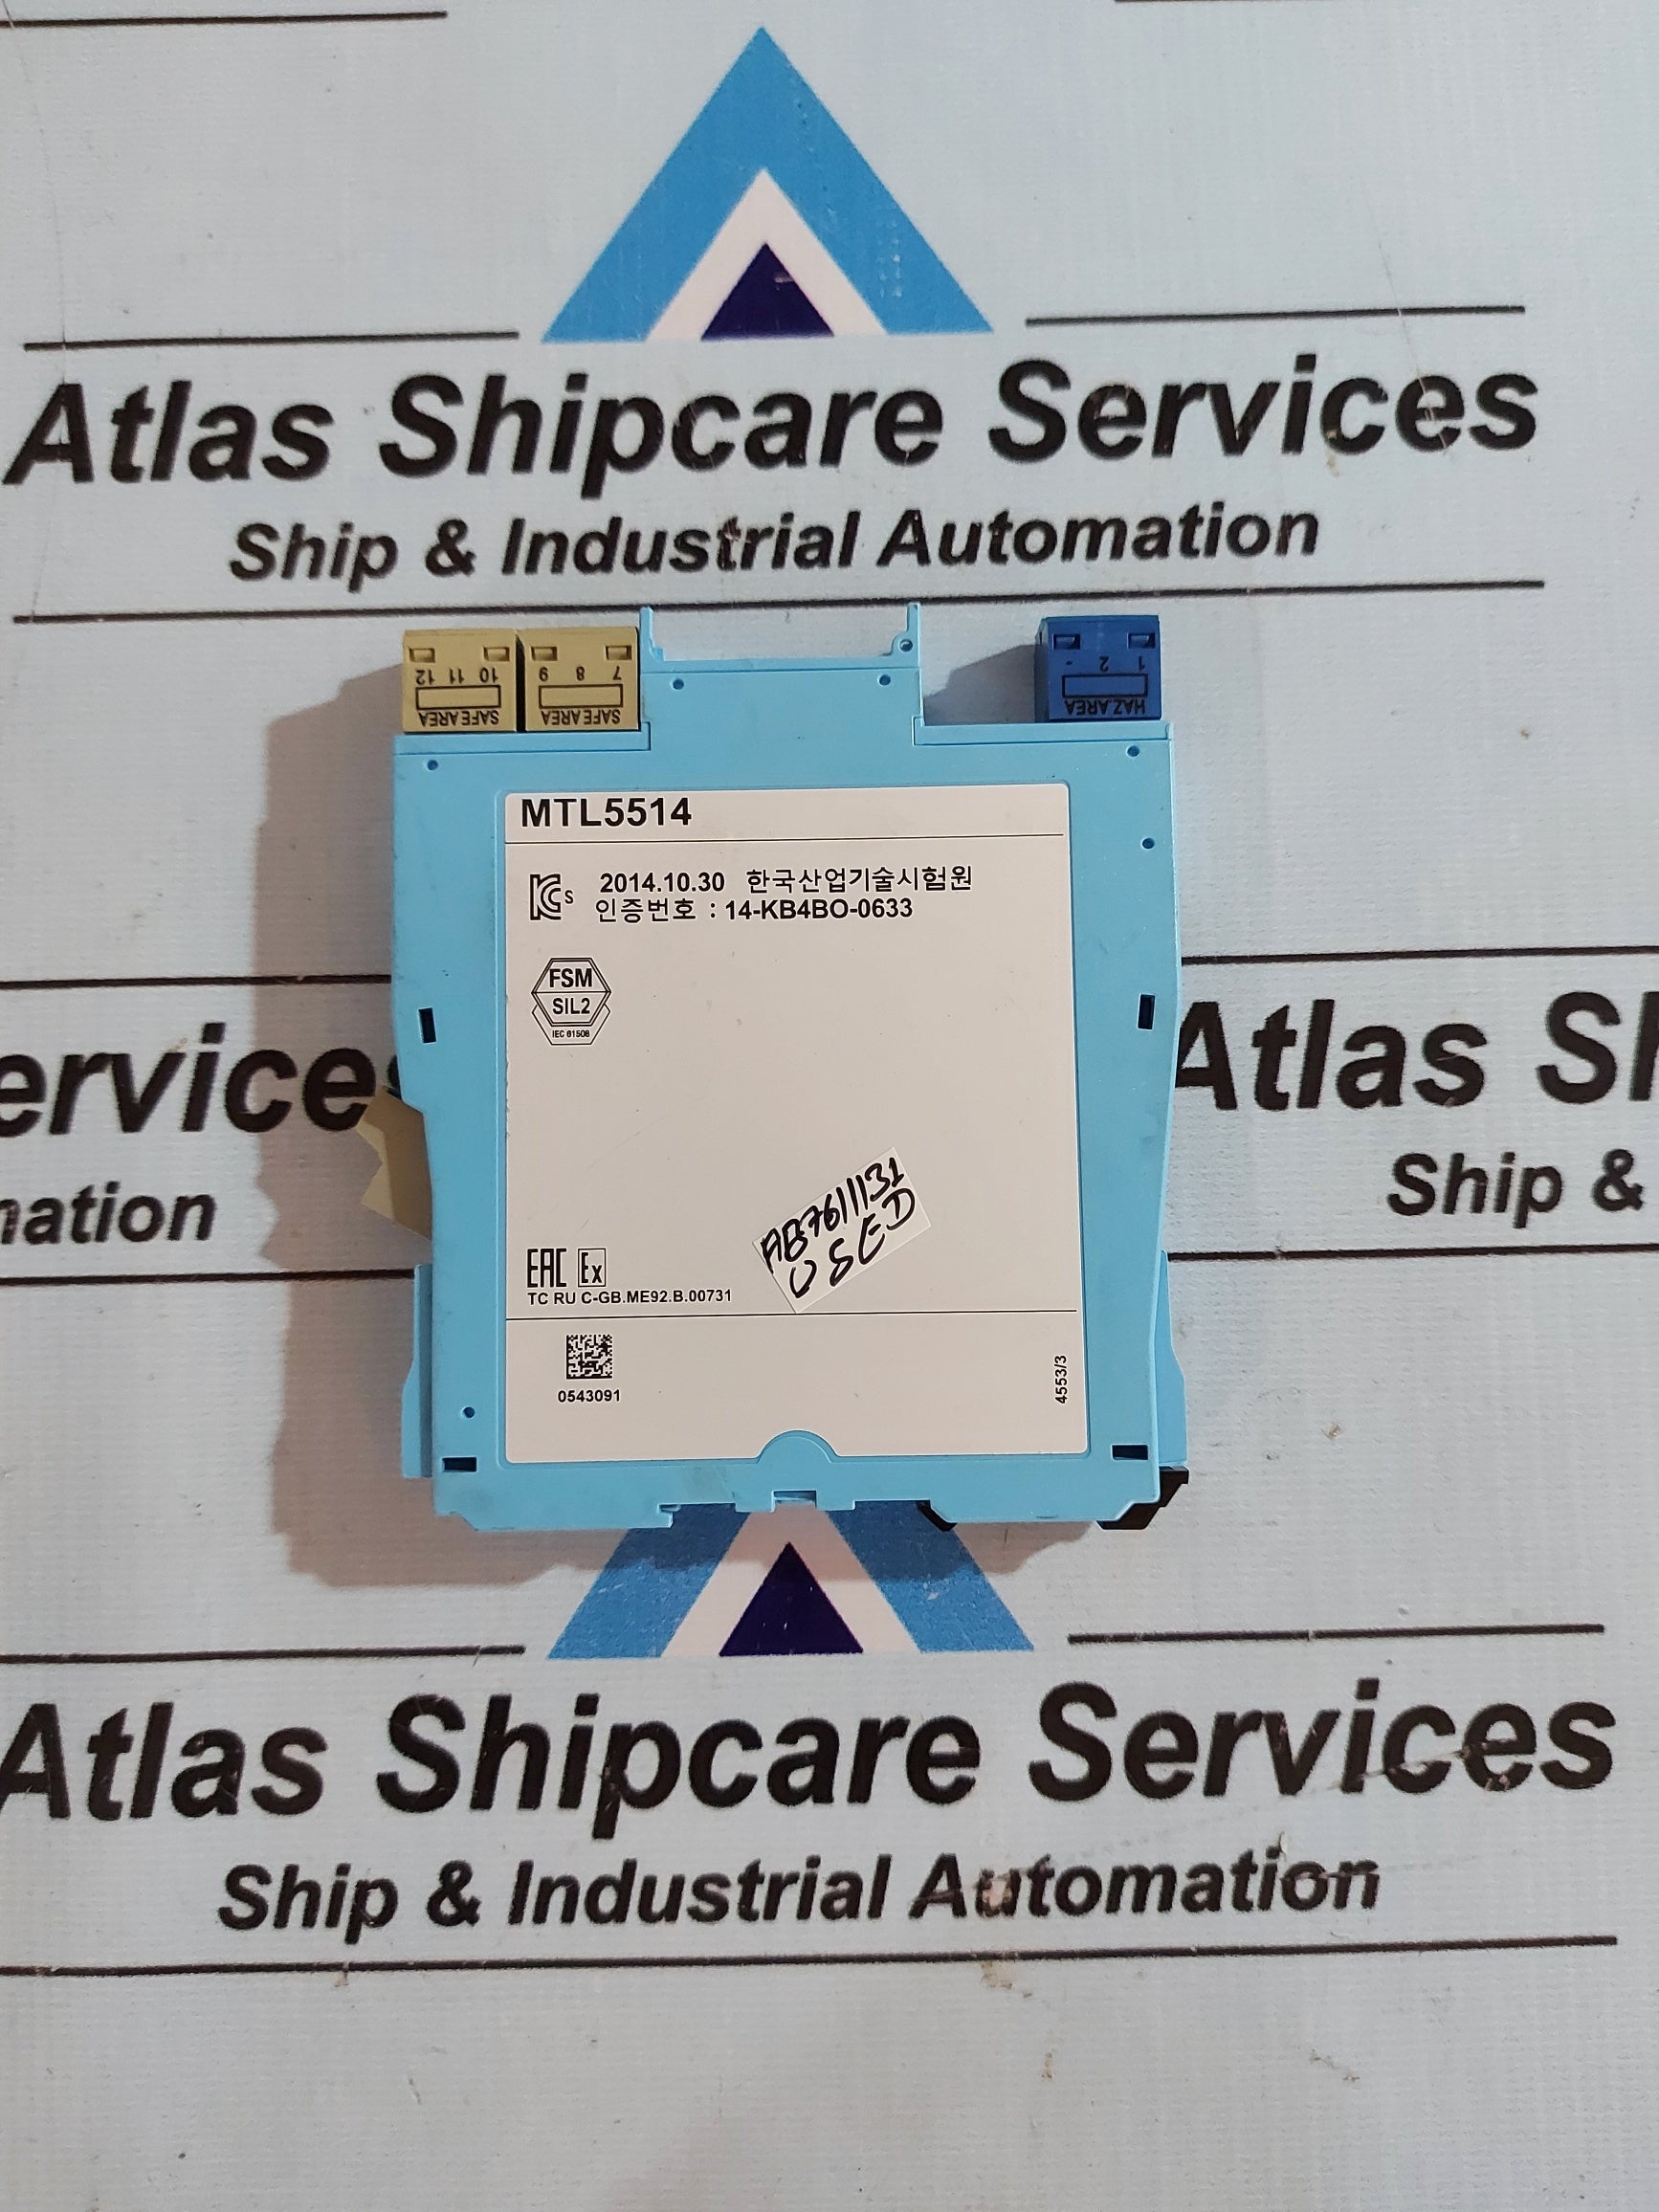 Atlas Shipcare Services
Ship & Industrial Automation
12 11 10
SAFE AREA
9 8 7
SAFE AREA
- 2 1
HAZ. AREA
MTL5514
KCs 2014.10.30 한국산업기술시험원
인증번호 : 14-KB4BO-0633
FSM
SIL2
IEC 61508
ervices
Atlas Sh
mation
Ship &
AB7611131
USED
EAC Ex
TC RU C-GB.ME92.B.00731
0543091
4553/3
Atlas Shipcare Services
Ship & Industrial Automation